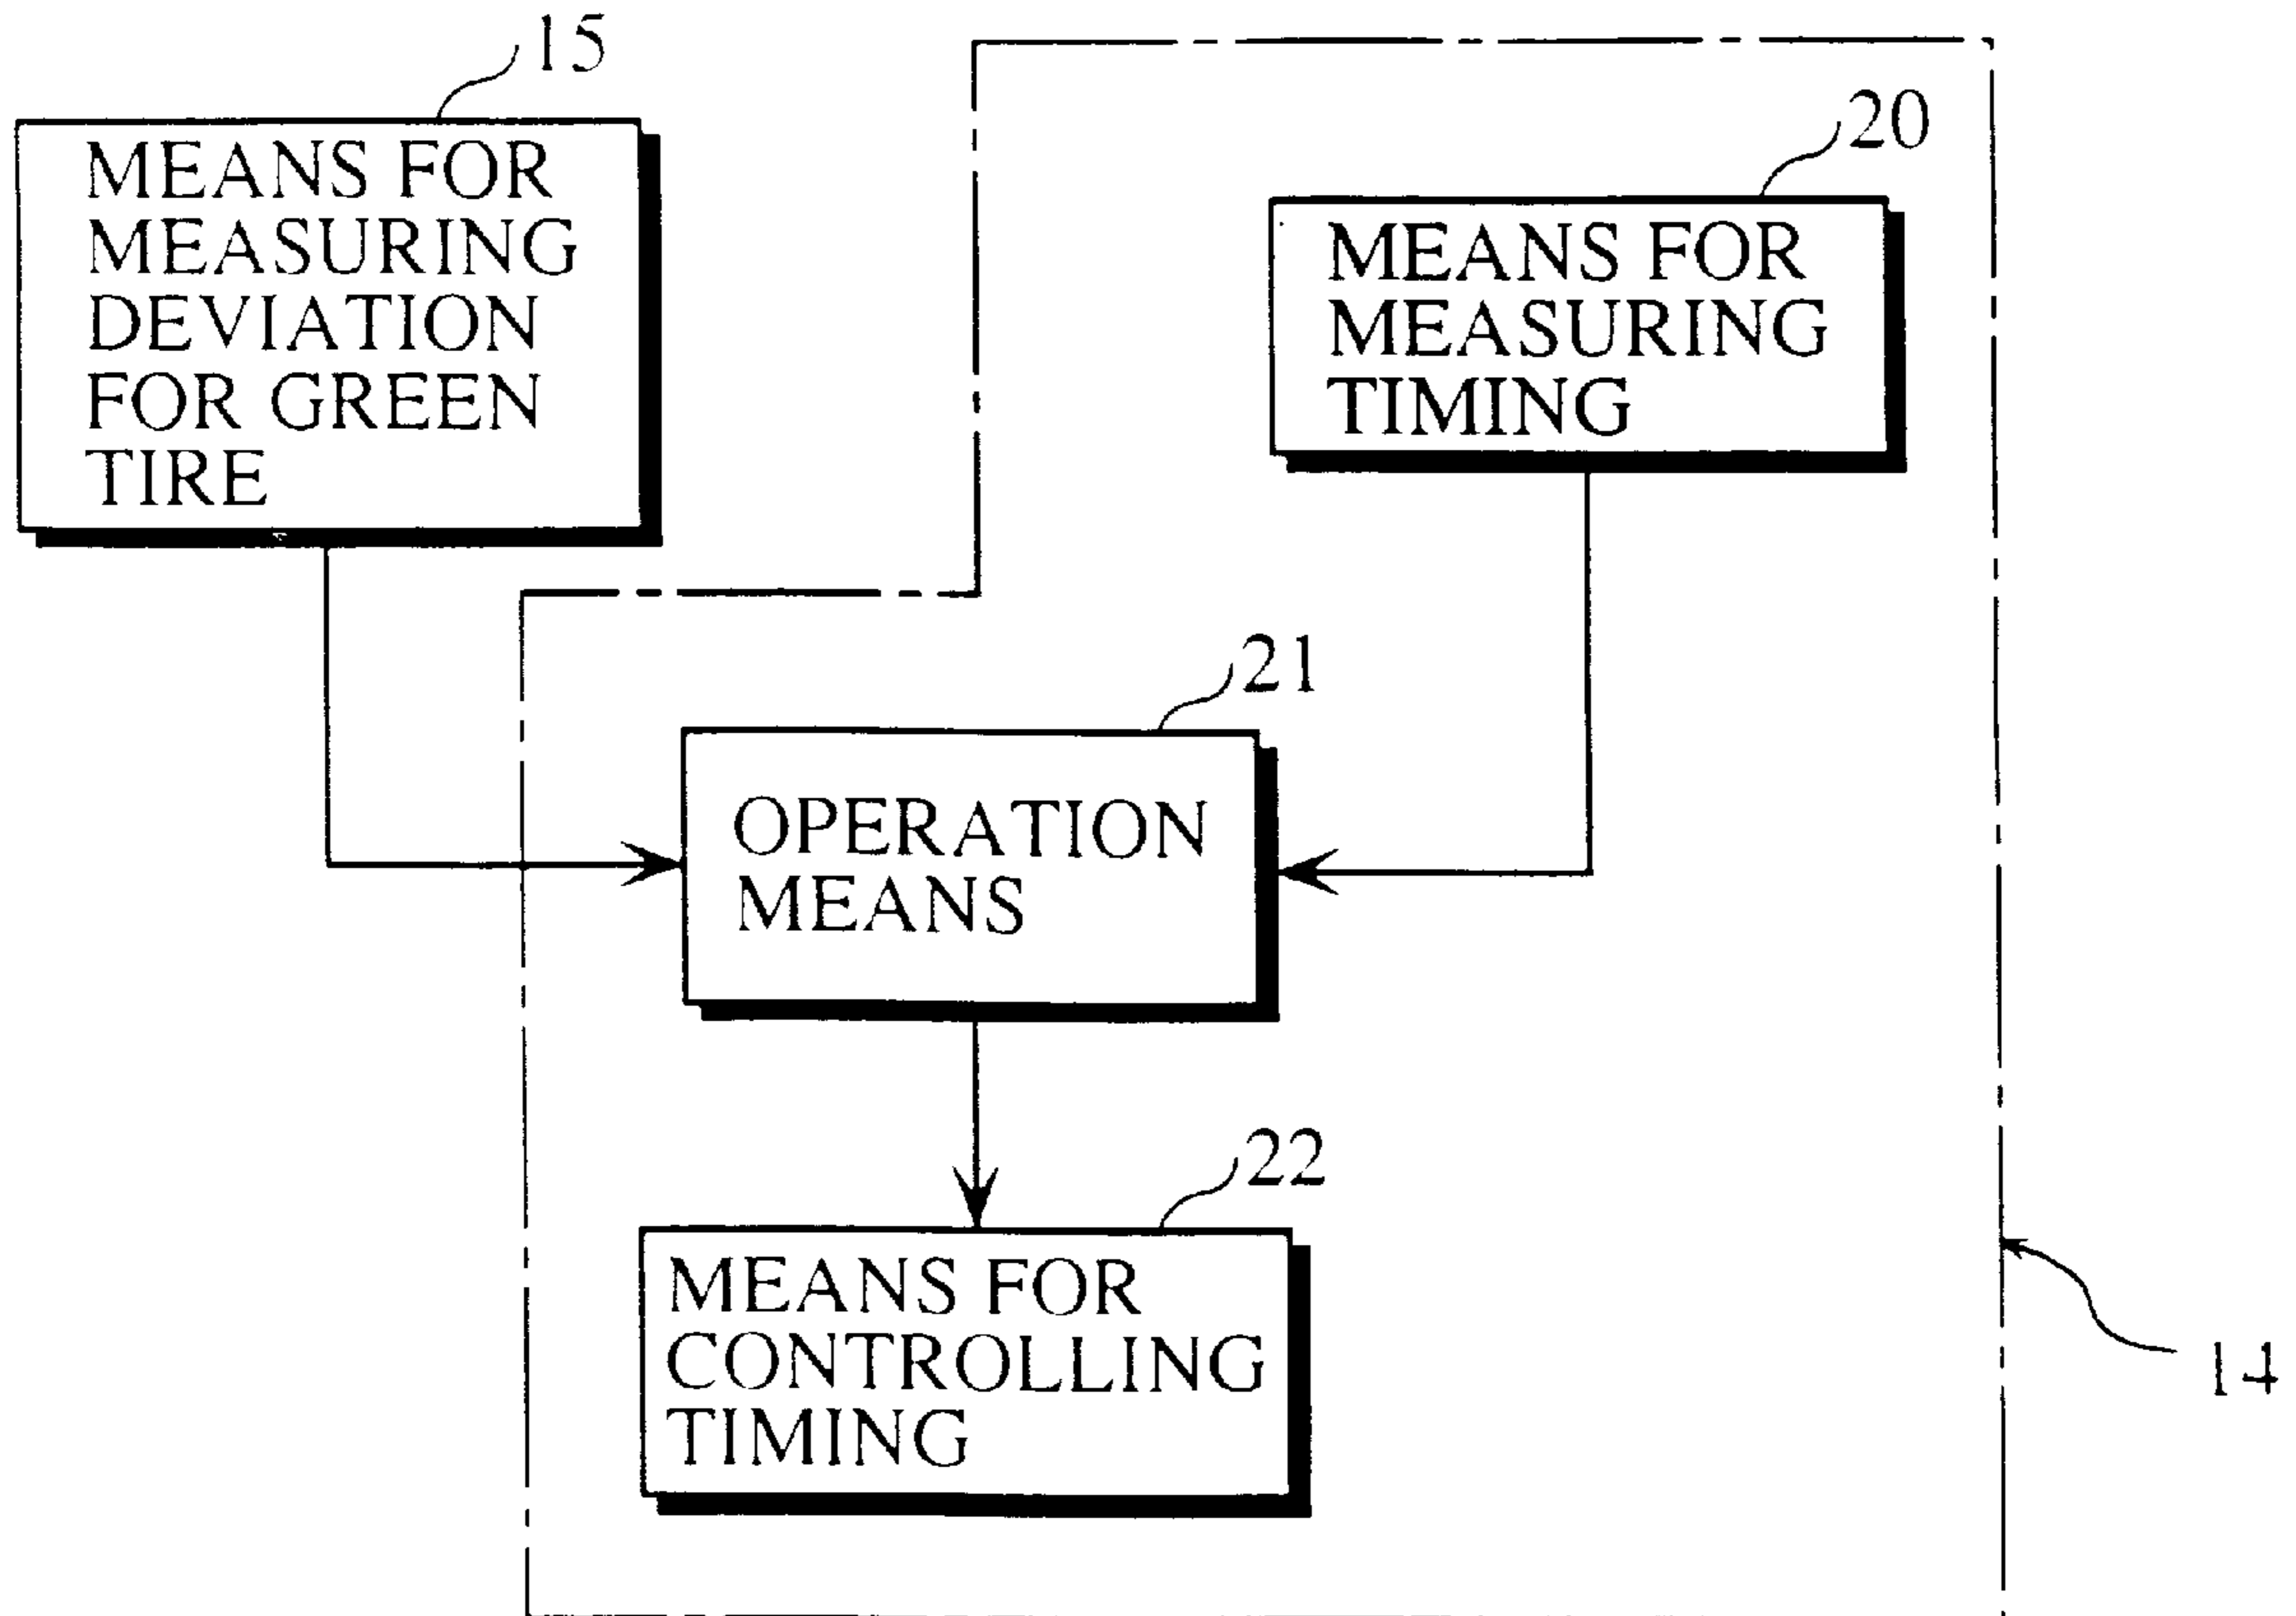 15
MEANS FOR
MEASURING
DEVIATION
FOR GREEN
TIRE
20
MEANS FOR
MEASURING
TIMING
21
OPERATION
MEANS
22
MEANS FOR
CONTROLLING
TIMING
14